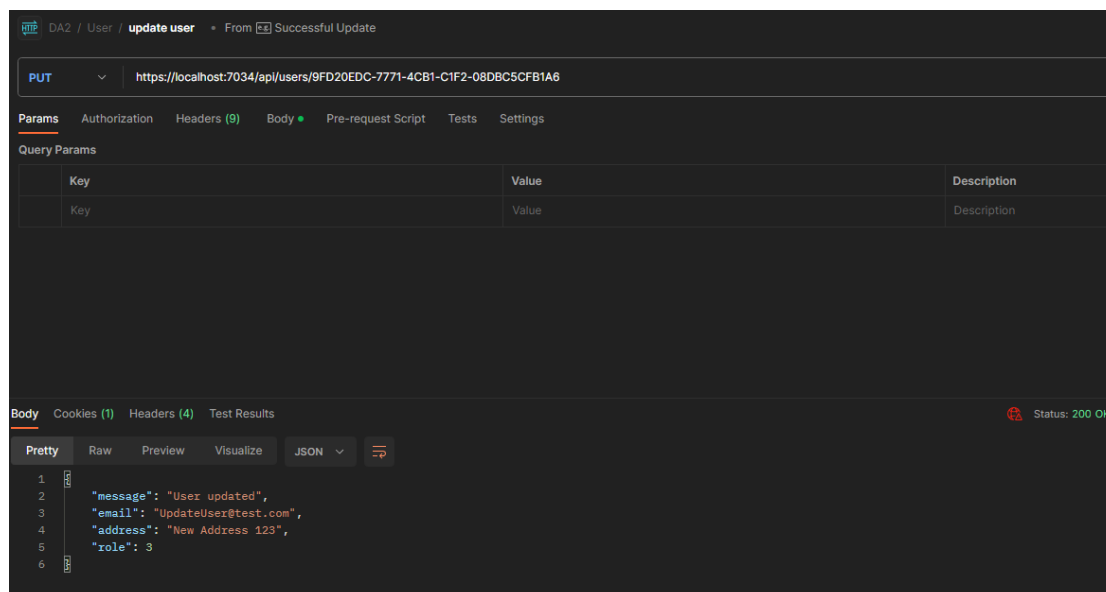 HTTP DA2 / User / update user • From e.g. Successful Update
PUT https://localhost:7034/api/users/9FD20EDC-7771-4CB1-C1F2-08DBC5CFB1A6
Params Authorization Headers (9) Body Pre-request Script Tests Settings
Query Params
Key Value Description
Key Value Description
Body Cookies (1) Headers (4) Test Results Status: 200 OK
Pretty Raw Preview Visualize JSON
1 {
2 "message": "User updated",
3 "email": "UpdateUser@test.com",
4 "address": "New Address 123",
5 "role": 3
6 }